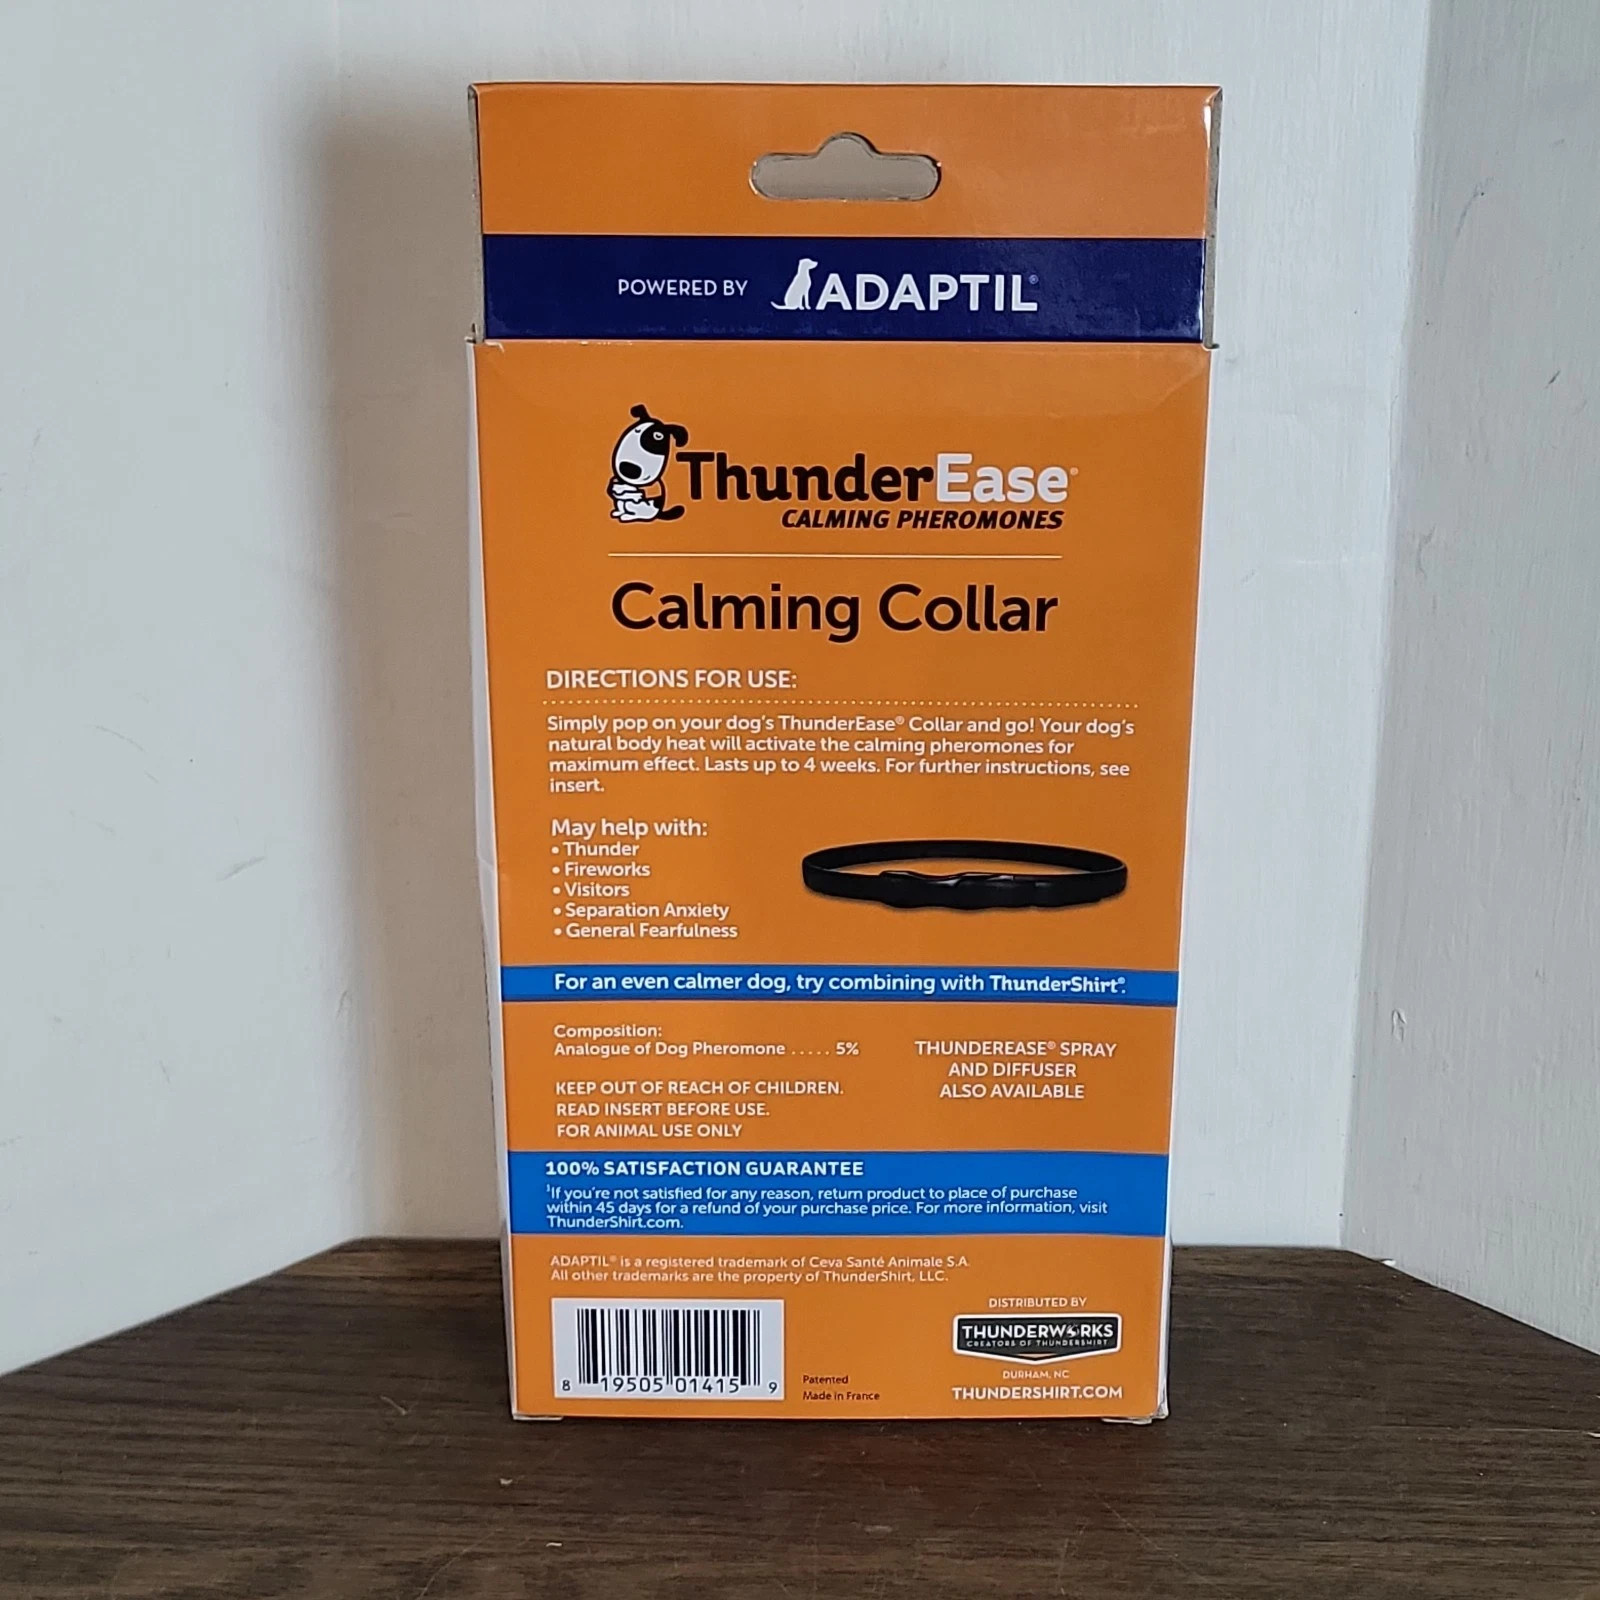 POWERED BY ADAPTIL®
ThunderEase®
CALMING PHEROMONES
Calming Collar
DIRECTIONS FOR USE:
Simply pop on your dog's ThunderEase® Collar and go! Your dog's
natural body heat will activate the calming pheromones for
maximum effect. Lasts up to 4 weeks. For further instructions, see
insert.
May help with:
• Thunder
• Fireworks
• Visitors
• Separation Anxiety
• General Fearfulness
For an even calmer dog, try combining with ThunderShirt®.
Composition:
Analogue of Dog Pheromone ..... 5%
KEEP OUT OF REACH OF CHILDREN.
READ INSERT BEFORE USE.
FOR ANIMAL USE ONLY
THUNDEREASE® SPRAY
AND DIFFUSER
ALSO AVAILABLE
100% SATISFACTION GUARANTEE
¹If you're not satisfied for any reason, return product to place of purchase
within 45 days for a refund of your purchase price. For more information, visit
ThunderShirt.com.
ADAPTIL® is a registered trademark of Ceva Santé Animale S.A.
All other trademarks are the property of ThunderShirt, LLC.
8 19505 01415 9
Patented
Made in France
DISTRIBUTED BY
THUNDERWORKS
CREATORS OF THUNDERSHIRT
DURHAM, NC
THUNDERSHIRT.COM